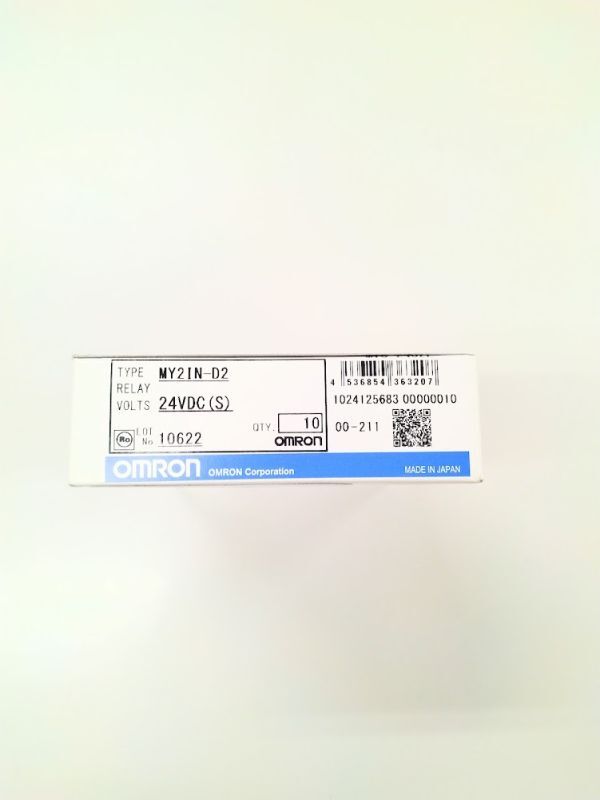 TYPE MY2IN-D2
RELAY
VOLTS 24VDC(S)
QTY. 10
LOT No 10622
OMRON
4 536854 363207
1024125683 00000010
00-211
OMRON OMRON Corporation
MADE IN JAPAN